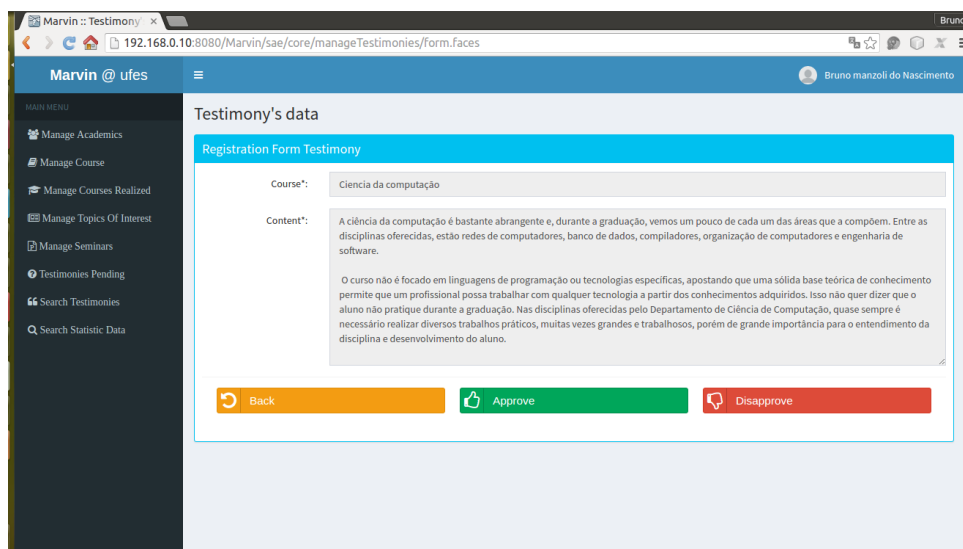 Marvin :: Testimony'
Bruno
192.168.0.10:8080/Marvin/sae/core/manageTestimonies/form.faces
Marvin @ ufes
Bruno manzoli do Nascimento
MAIN MENU
Manage Academics
Manage Course
Manage Courses Realized
Manage Topics Of Interest
Manage Seminars
Testimonies Pending
Search Testimonies
Search Statistic Data
Testimony's data
Registration Form Testimony
Course*:
Ciencia da computação
Content*:
A ciência da computação é bastante abrangente e, durante a graduação, vemos um pouco de cada um das áreas que a compõem. Entre as
disciplinas oferecidas, estão redes de computadores, banco de dados, compiladores, organização de computadores e engenharia de
software.
O curso não é focado em linguagens de programação ou tecnologias específicas, apostando que uma sólida base teórica de conhecimento
permite que um profissional possa trabalhar com qualquer tecnologia a partir dos conhecimentos adquiridos. Isso não quer dizer que o
aluno não pratique durante a graduação. Nas disciplinas oferecidas pelo Departamento de Ciência de Computação, quase sempre é
necessário realizar diversos trabalhos práticos, muitas vezes grandes e trabalhosos, porém de grande importância para o entendimento da
disciplina e desenvolvimento do aluno.
Back
Approve
Disapprove